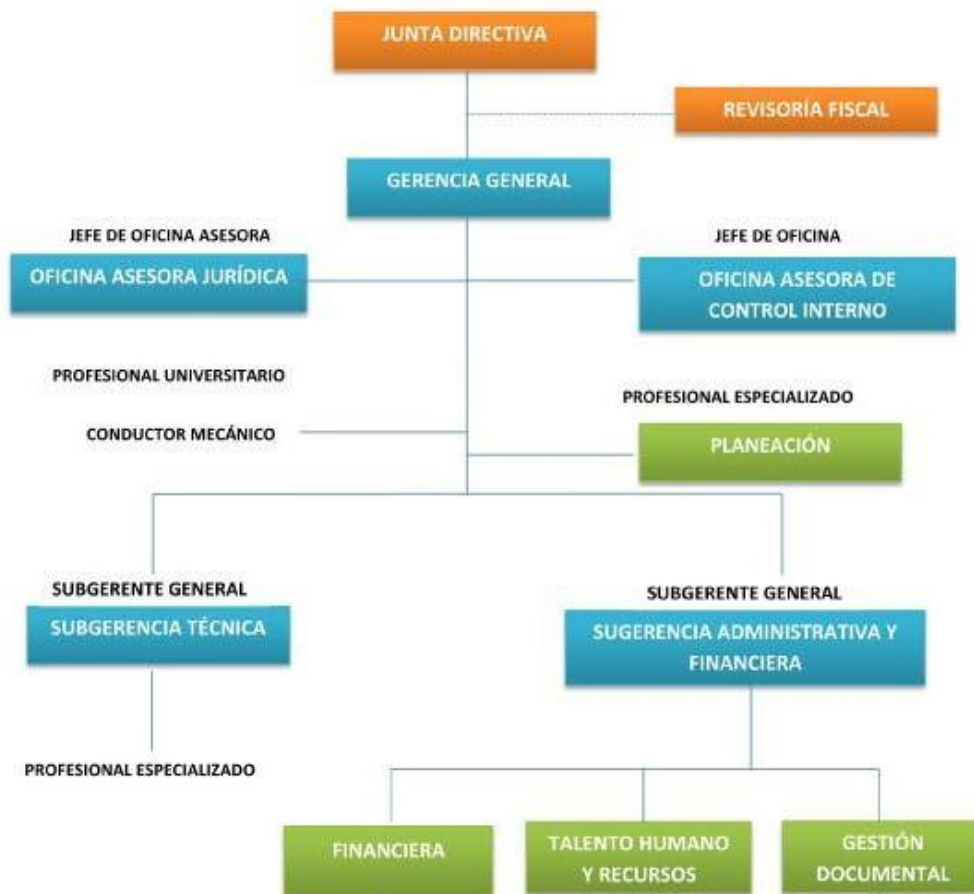 JUNTA DIRECTIVA
REVISORÍA FISCAL
GERENCIA GENERAL
JEFE DE OFICINA ASESORA
OFICINA ASESORA JURÍDICA
JEFE DE OFICINA
OFICINA ASESORA DE
CONTROL INTERNO
PROFESIONAL UNIVERSITARIO
CONDUCTOR MECÁNICO
PROFESIONAL ESPECIALIZADO
PLANEACIÓN
SUBGERENTE GENERAL
SUBGERENCIA TÉCNICA
PROFESIONAL ESPECIALIZADO
SUBGERENTE GENERAL
SUGERENCIA ADMINISTRATIVA Y
FINANCIERA
FINANCIERA
TALENTO HUMANO
Y RECURSOS
GESTIÓN
DOCUMENTAL